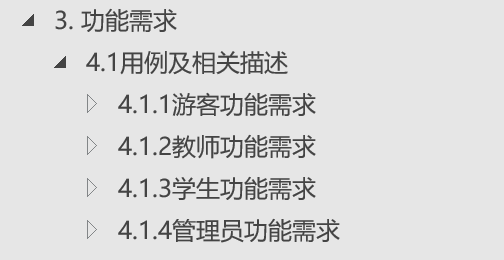 3. 功能需求
4.1用例及相关描述
4.1.1游客功能需求
4.1.2教师功能需求
4.1.3学生功能需求
4.1.4管理员功能需求